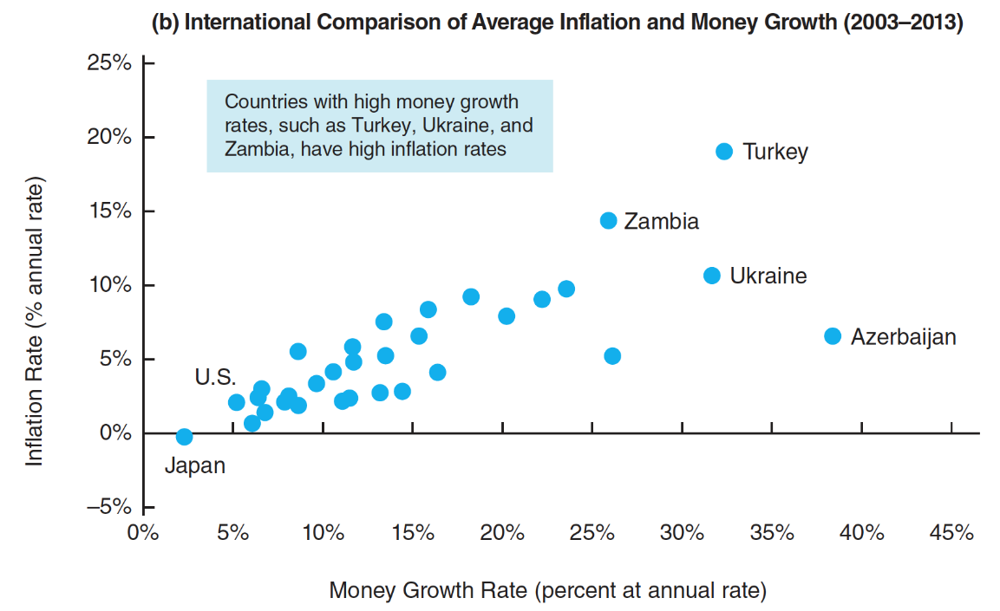 (b) International Comparison of Average Inflation and Money Growth (2003–2013)
25%
20%
15%
10%
5%
0%
–5%
Inflation Rate (% annual rate)
Countries with high money growth
rates, such as Turkey, Ukraine, and
Zambia, have high inflation rates
Turkey
Zambia
Ukraine
Azerbaijan
U.S.
Japan
0%
5%
10%
15%
20%
25%
30%
35%
40%
45%
Money Growth Rate (percent at annual rate)